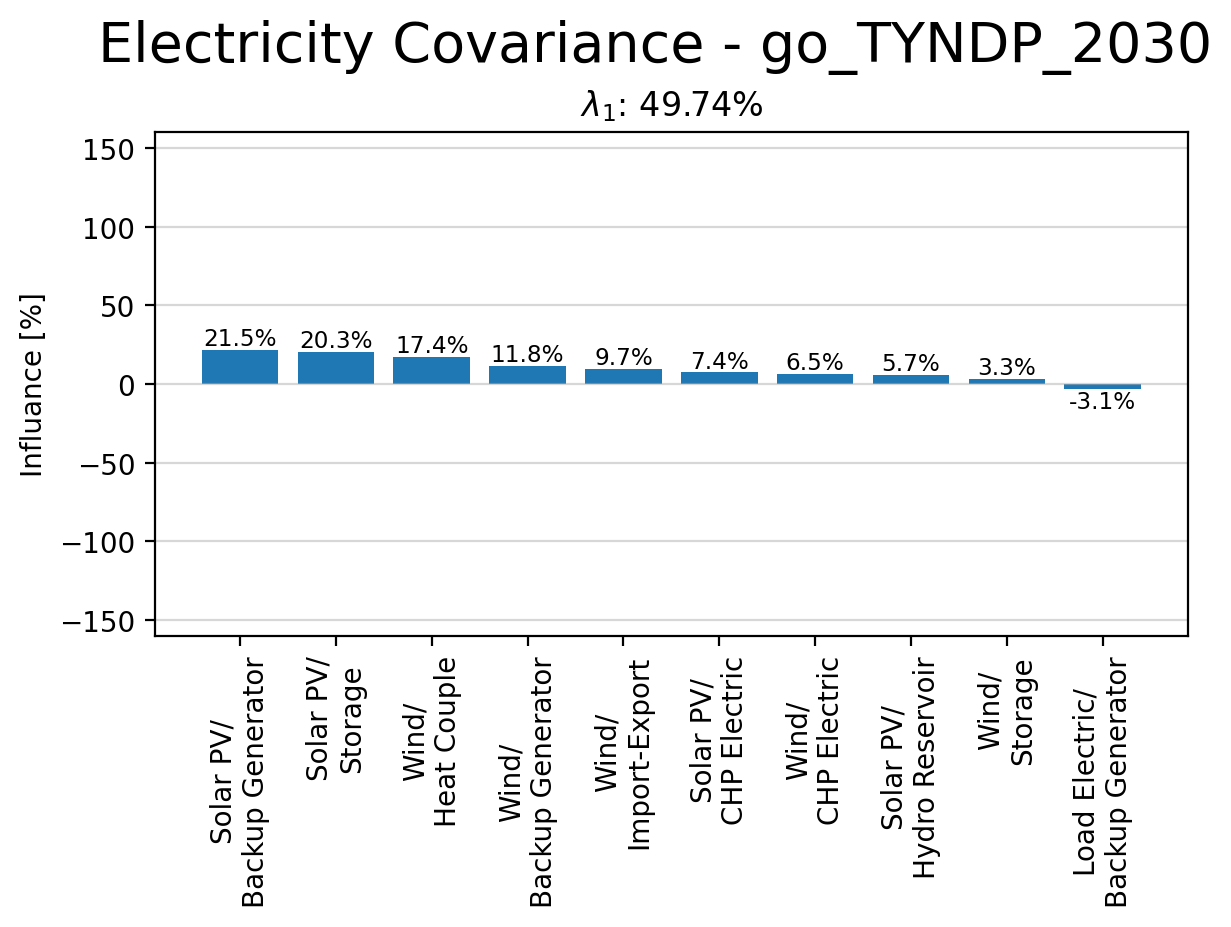 Electricity Covariance - go_TYNDP_2030
λ1: 49.74%
Influance [%]
150
100
50
0
−50
−100
−150
21.5%
20.3%
17.4%
11.8%
9.7%
7.4%
6.5%
5.7%
3.3%
-3.1%
Solar PV/
Backup Generator
Solar PV/
Storage
Wind/
Heat Couple
Wind/
Backup Generator
Wind/
Import-Export
Solar PV/
CHP Electric
Wind/
CHP Electric
Solar PV/
Hydro Reservoir
Wind/
Storage
Load Electric/
Backup Generator